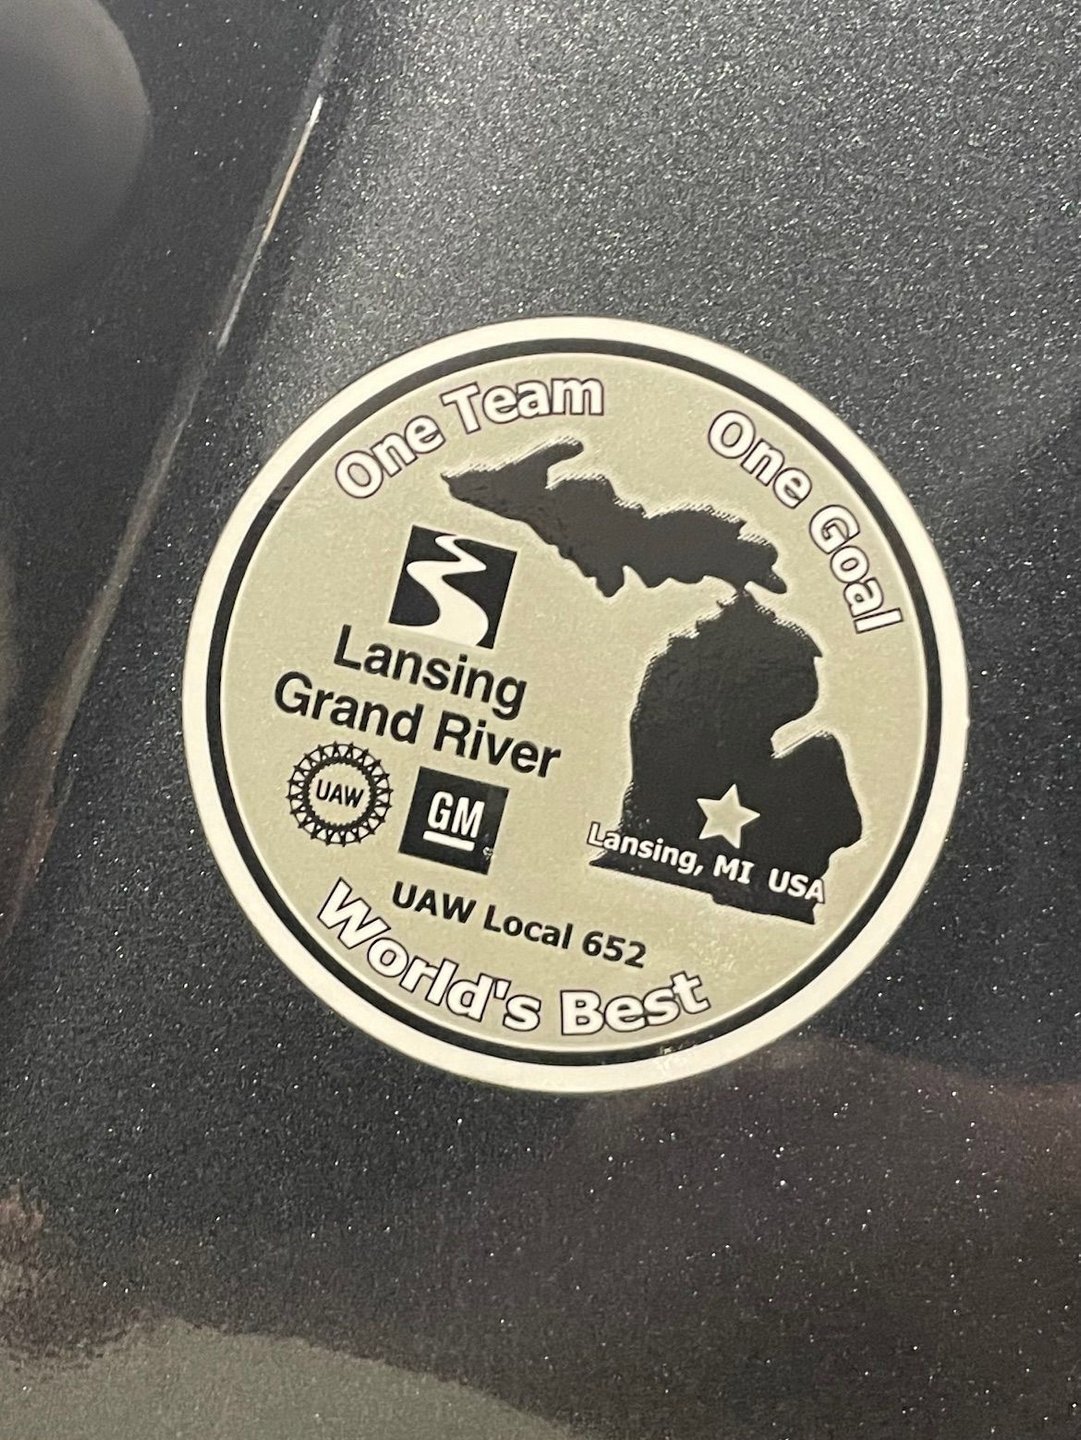 One Team One Goal
Lansing
Grand River
UAW
GM
Lansing, MI USA
UAW Local 652
World's Best